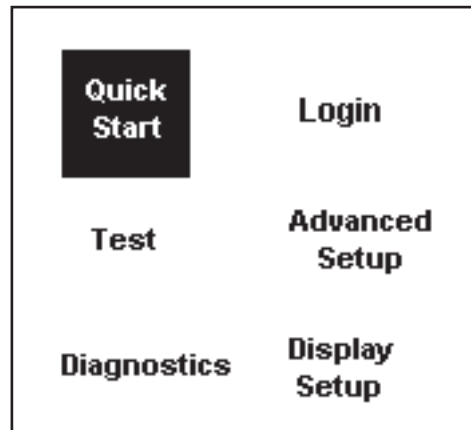 Quick
Start
Login
Test
Advanced
Setup
Diagnostics
Display
Setup